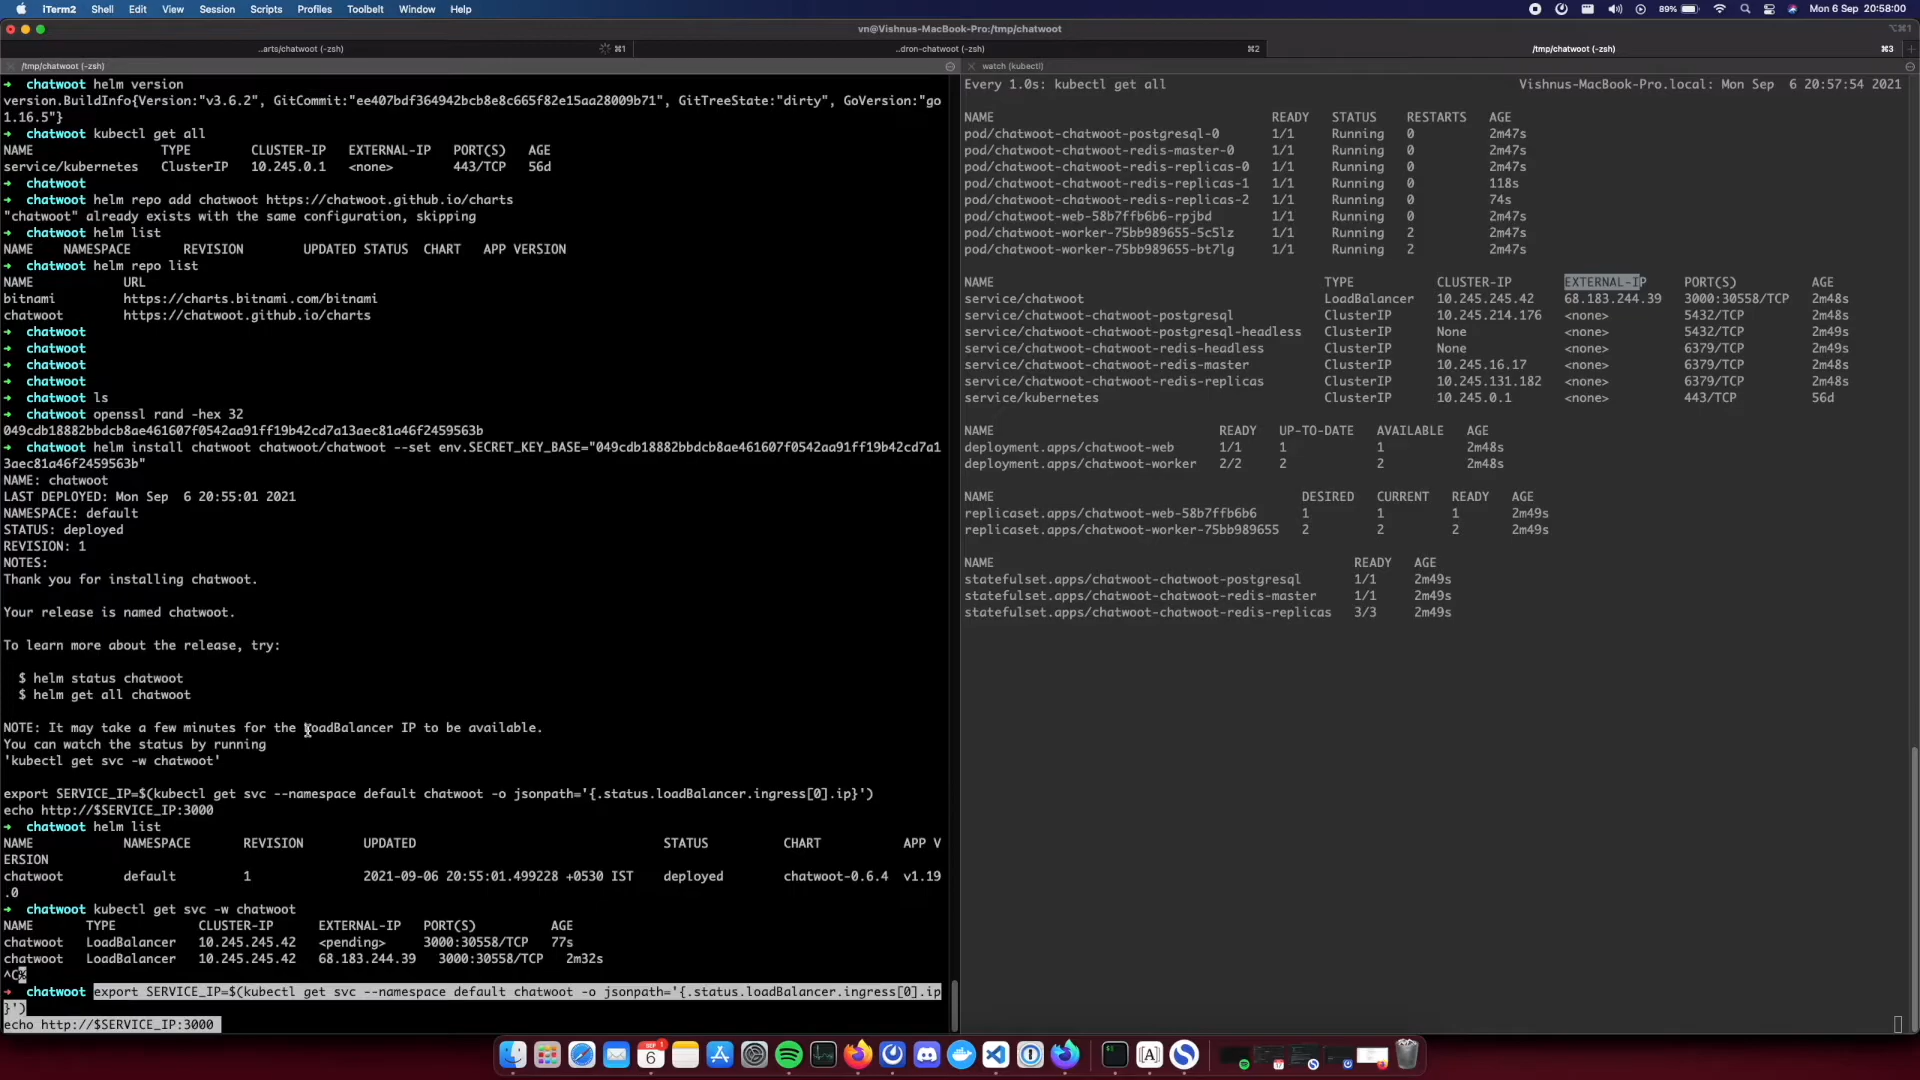 iTerm2 Shell Edit View Session Scripts Profiles Toolbelt Window Help
89% Mon 6 Sep 20:58:00
vn@Vishnus-MacBook-Pro:/tmp/chatwoot
⌥⌘1
..arts/chatwoot (-zsh) ⌘1
..dron-chatwoot (-zsh) ⌘2
/tmp/chatwoot (-zsh) ⌘3
/tmp/chatwoot (-zsh)
➜ chatwoot helm version
version.BuildInfo{Version:"v3.6.2", GitCommit:"ee407bdf364942bcb8e8c665f82e15aa28009b71", GitTreeState:"dirty", GoVersion:"go
1.16.5"}
➜ chatwoot kubectl get all
NAME TYPE CLUSTER-IP EXTERNAL-IP PORT(S) AGE
service/kubernetes ClusterIP 10.245.0.1 <none> 443/TCP 56d
➜ chatwoot
➜ chatwoot helm repo add chatwoot https://chatwoot.github.io/charts
"chatwoot" already exists with the same configuration, skipping
➜ chatwoot helm list
NAME NAMESPACE REVISION UPDATED STATUS CHART APP VERSION
➜ chatwoot helm repo list
NAME URL
bitnami https://charts.bitnami.com/bitnami
chatwoot https://chatwoot.github.io/charts
➜ chatwoot
➜ chatwoot
➜ chatwoot
➜ chatwoot
➜ chatwoot ls
➜ chatwoot openssl rand -hex 32
049cdb18882bbdcb8ae461607f0542aa91ff19b42cd7a13aec81a46f2459563b
➜ chatwoot helm install chatwoot chatwoot/chatwoot --set env.SECRET_KEY_BASE="049cdb18882bbdcb8ae461607f0542aa91ff19b42cd7a1
3aec81a46f2459563b"
NAME: chatwoot
LAST DEPLOYED: Mon Sep  6 20:55:01 2021
NAMESPACE: default
STATUS: deployed
REVISION: 1
NOTES:
Thank you for installing chatwoot.
Your release is named chatwoot.
To learn more about the release, try:
$ helm status chatwoot
$ helm get all chatwoot
NOTE: It may take a few minutes for the LoadBalancer IP to be available.
You can watch the status by running
'kubectl get svc -w chatwoot'
export SERVICE_IP=$(kubectl get svc --namespace default chatwoot -o jsonpath='{.status.loadBalancer.ingress[0].ip}')
echo http://$SERVICE_IP:3000
➜ chatwoot helm list
NAME NAMESPACE REVISION UPDATED STATUS CHART APP V
ERSION
chatwoot default 1 2021-09-06 20:55:01.499228 +0530 IST deployed chatwoot-0.6.4 v1.19
.0
➜ chatwoot kubectl get svc -w chatwoot
NAME TYPE CLUSTER-IP EXTERNAL-IP PORT(S) AGE
chatwoot LoadBalancer 10.245.245.42 <pending> 3000:30558/TCP 77s
chatwoot LoadBalancer 10.245.245.42 68.183.244.39 3000:30558/TCP 2m32s
^C%
➜ chatwoot export SERVICE_IP=$(kubectl get svc --namespace default chatwoot -o jsonpath='{.status.loadBalancer.ingress[0].ip
}')
echo http://$SERVICE_IP:3000
watch (kubectl)
Every 1.0s: kubectl get all Vishnus-MacBook-Pro.local: Mon Sep  6 20:57:54 2021
NAME READY STATUS RESTARTS AGE
pod/chatwoot-chatwoot-postgresql-0 1/1 Running 0 2m47s
pod/chatwoot-chatwoot-redis-master-0 1/1 Running 0 2m47s
pod/chatwoot-chatwoot-redis-replicas-0 1/1 Running 0 2m47s
pod/chatwoot-chatwoot-redis-replicas-1 1/1 Running 0 118s
pod/chatwoot-chatwoot-redis-replicas-2 1/1 Running 0 74s
pod/chatwoot-web-58b7ffb6b6-rpjbd 1/1 Running 0 2m47s
pod/chatwoot-worker-75bb989655-5c5lz 1/1 Running 2 2m47s
pod/chatwoot-worker-75bb989655-bt7lg 1/1 Running 2 2m47s
NAME TYPE CLUSTER-IP EXTERNAL-IP PORT(S) AGE
service/chatwoot LoadBalancer 10.245.245.42 68.183.244.39 3000:30558/TCP 2m48s
service/chatwoot-chatwoot-postgresql ClusterIP 10.245.214.176 <none> 5432/TCP 2m48s
service/chatwoot-chatwoot-postgresql-headless ClusterIP None <none> 5432/TCP 2m49s
service/chatwoot-chatwoot-redis-headless ClusterIP None <none> 6379/TCP 2m49s
service/chatwoot-chatwoot-redis-master ClusterIP 10.245.16.17 <none> 6379/TCP 2m48s
service/chatwoot-chatwoot-redis-replicas ClusterIP 10.245.131.182 <none> 6379/TCP 2m48s
service/kubernetes ClusterIP 10.245.0.1 <none> 443/TCP 56d
NAME READY UP-TO-DATE AVAILABLE AGE
deployment.apps/chatwoot-web 1/1 1 1 2m48s
deployment.apps/chatwoot-worker 2/2 2 2 2m48s
NAME DESIRED CURRENT READY AGE
replicaset.apps/chatwoot-web-58b7ffb6b6 1 1 1 2m49s
replicaset.apps/chatwoot-worker-75bb989655 2 2 2 2m49s
NAME READY AGE
statefulset.apps/chatwoot-chatwoot-postgresql 1/1 2m49s
statefulset.apps/chatwoot-chatwoot-redis-master 1/1 2m49s
statefulset.apps/chatwoot-chatwoot-redis-replicas 3/3 2m49s
SEP 1
6